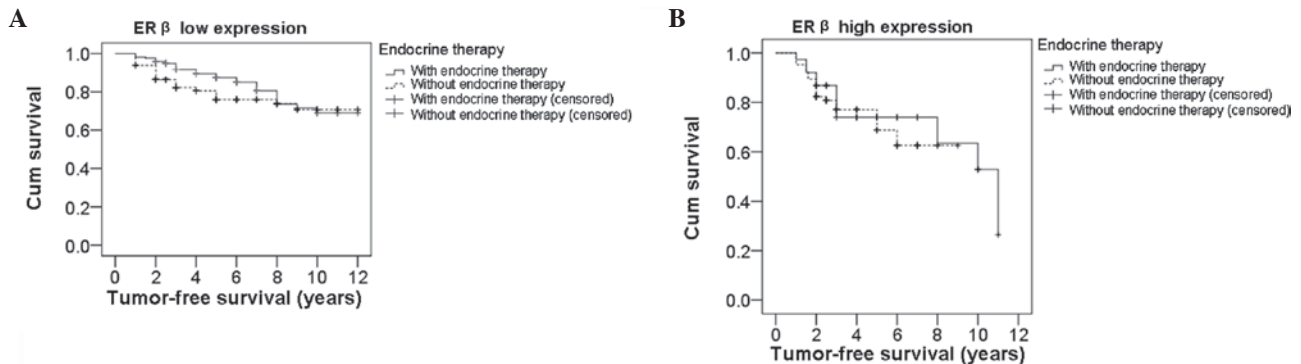 A
ER β low expression
1.0
0.8
0.6
0.4
0.2
0.0
Cum survival
0 2 4 6 8 10 12
Tumor-free survival (years)
Endocrine therapy
With endocrine therapy
Without endocrine therapy
With endocrine therapy (censored)
Without endocrine therapy (censored)
B
ER β high expression
1.0
0.8
0.6
0.4
0.2
0.0
Cum survival
0 2 4 6 8 10 12
Tumor-free survival (years)
Endocrine therapy
With endocrine therapy
Without endocrine therapy
With endocrine therapy (censored)
Without endocrine therapy (censored)